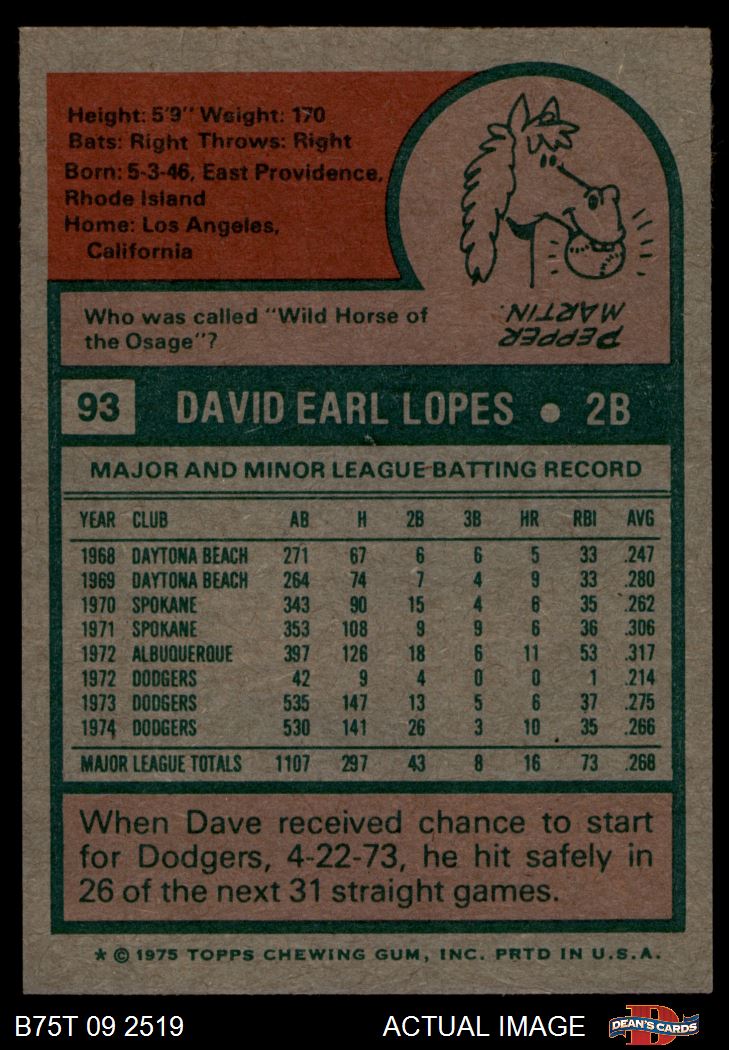 Height: 5'9" Weight: 170
Bats: Right Throws: Right
Born: 5-3-46, East Providence,
Rhode Island
Home: Los Angeles,
California
Who was called "Wild Horse of
the Osage"?
PEPPER
MARTIN.
93 DAVID EARL LOPES • 2B
MAJOR AND MINOR LEAGUE BATTING RECORD
YEAR CLUB AB H 2B 3B HR RBI AVG
1968 DAYTONA BEACH 271 67 6 6 5 33 .247
1969 DAYTONA BEACH 264 74 7 4 9 33 .280
1970 SPOKANE 343 90 15 4 6 35 .262
1971 SPOKANE 353 108 9 9 6 36 .306
1972 ALBUQUERQUE 397 126 18 6 11 53 .317
1972 DODGERS 42 9 4 0 0 1 .214
1973 DODGERS 535 147 13 5 6 37 .275
1974 DODGERS 530 141 26 3 10 35 .266
MAJOR LEAGUE TOTALS 1107 297 43 8 16 73 .268
When Dave received chance to start
for Dodgers, 4-22-73, he hit safely in
26 of the next 31 straight games.
* © 1975 TOPPS CHEWING GUM, INC. PRTD IN U.S.A.
B75T 09 2519 ACTUAL IMAGE
D
DEAN'S CARDS